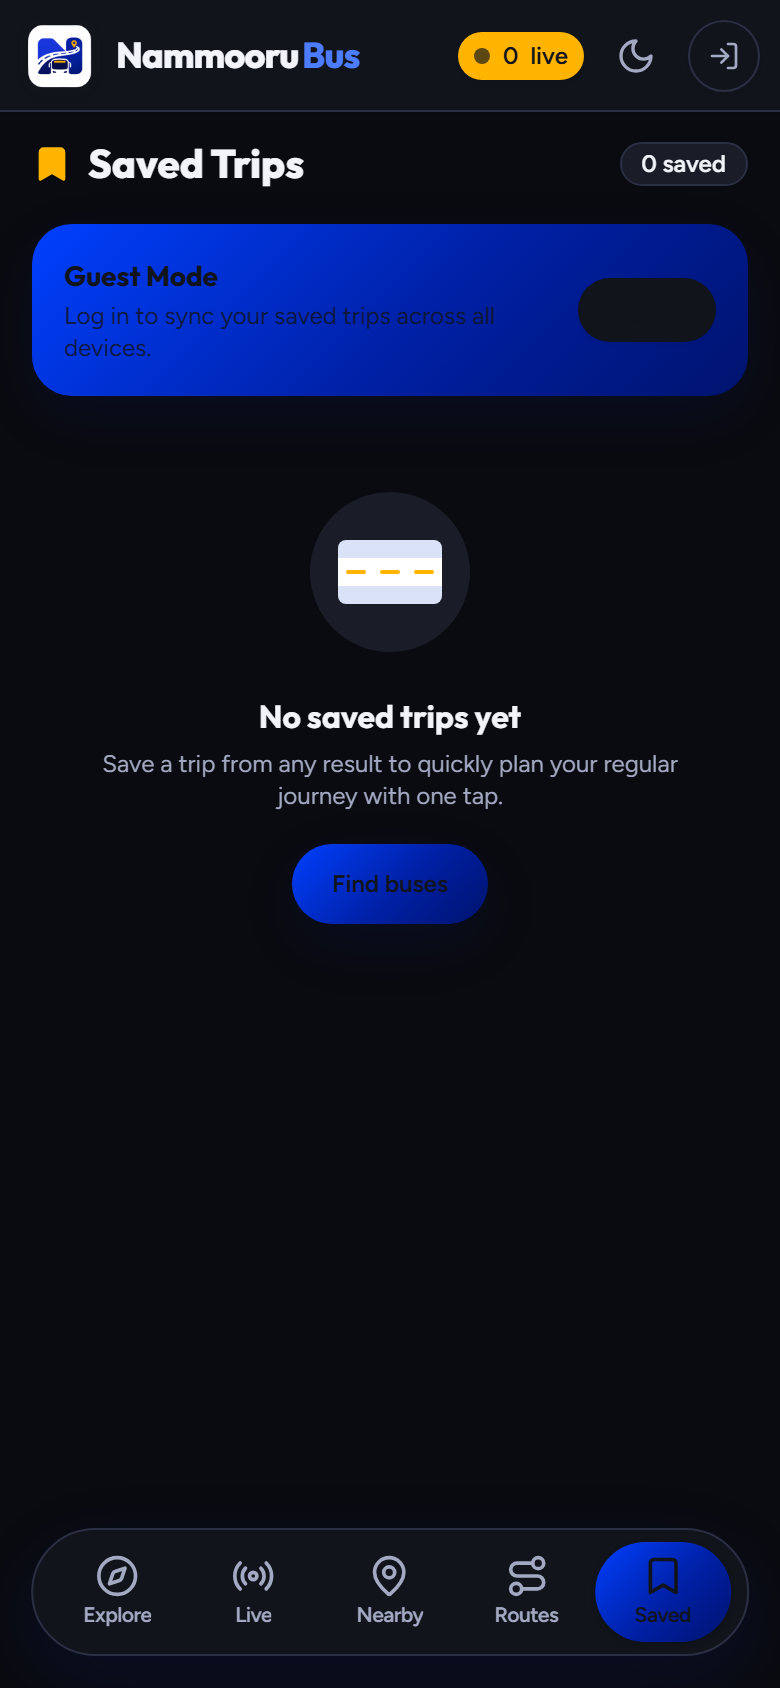 Nammooru Bus
0 live
Saved Trips
0 saved
Guest Mode
Log in to sync your saved trips across all
devices.
No saved trips yet
Save a trip from any result to quickly plan your regular
journey with one tap.
Find buses
Explore
Live
Nearby
Routes
Saved